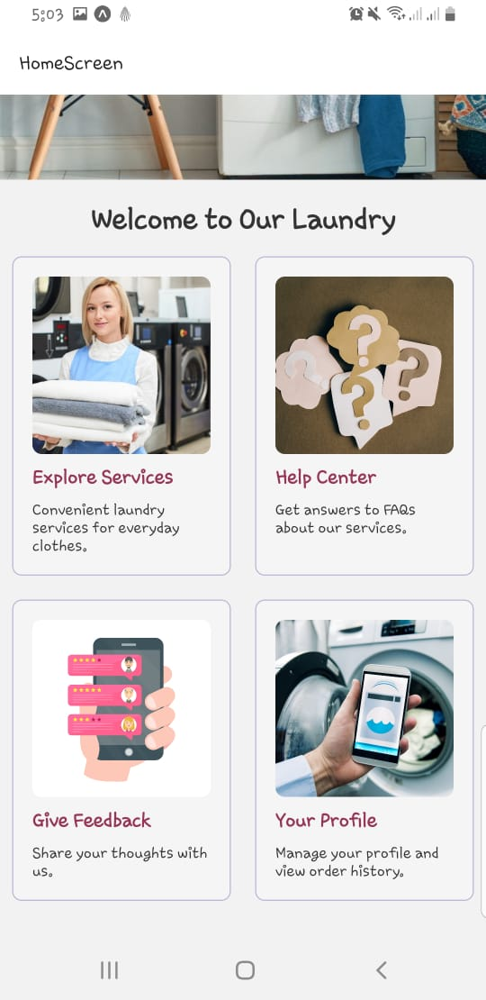 5:03
HomeScreen
Welcome to Our Laundry
Explore Services
Convenient laundry
services for everyday
clothes.
Help Center
Get answers to FAQs
about our services.
Give Feedback
Share your thoughts with
us.
Your Profile
Manage your profile and
view order history.